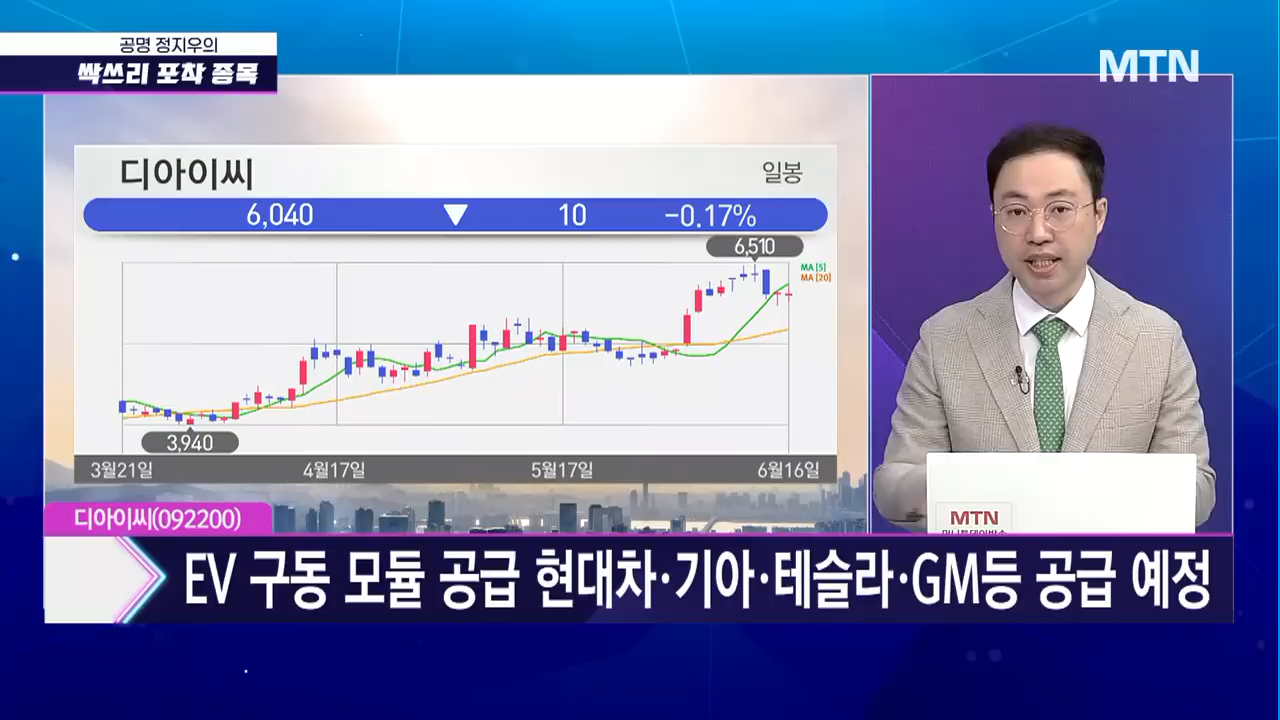 공명 정지우의
싹쓰리 포착 종목
MTN
디아이씨
일봉
6,040 ▼ 10 -0.17%
6,510
MA [5]
MA [20]
3,940
3월21일 4월17일 5월17일 6월16일
디아이씨(092200)
MTN
EV 구동 모듈 공급 현대차·기아·테슬라·GM등 공급 예정